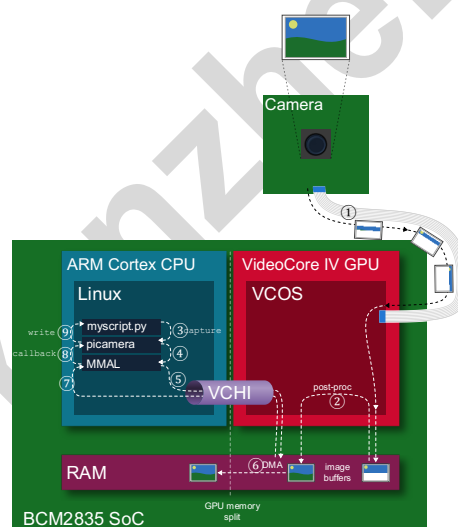 Camera
①
ARM Cortex CPU
VideoCore IV GPU
Linux
VCOS
write ⑨ myscript.py ③ capture
callback ⑧ picamera ④
MMAL
⑦ ⑤
VCHI
post-proc
②
RAM
⑥ DMA
image
buffers
GPU memory
split
BCM2835 SoC